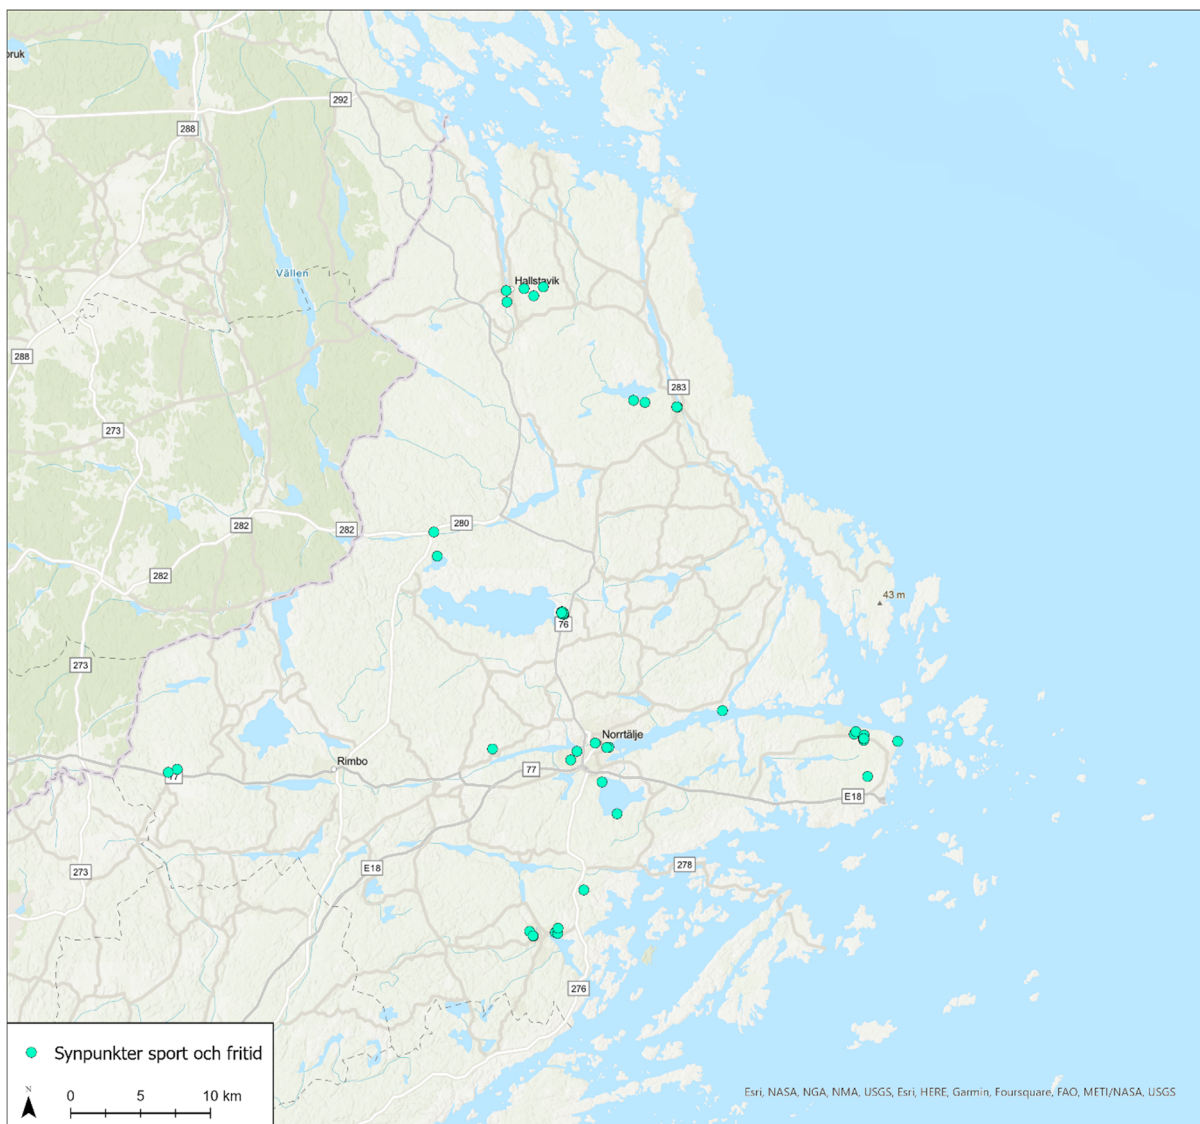 oruk
292
288
Vällen
Hallstavik
288
283
273
282
282
280
282
43 m
76
273
Norrtälje
Rimbo
77
77
E18
278
E18
273
276
Synpunkter sport och fritid
N
0 5 10 km
Esri, NASA, NGA, NMA, USGS, Esri, HERE, Garmin, Foursquare, FAO, METI/NASA, USGS